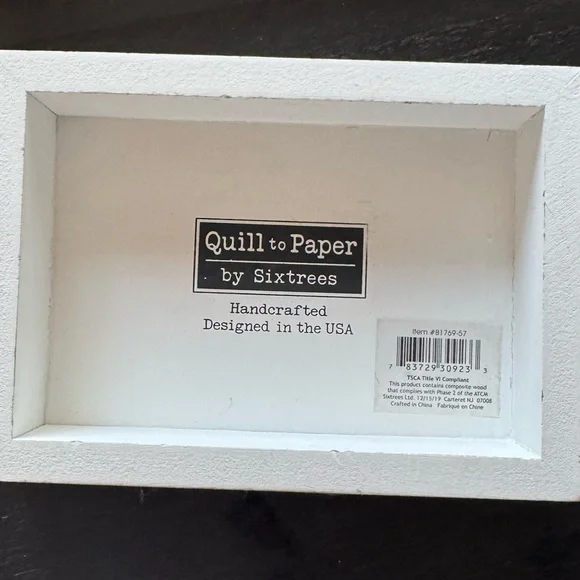 Quill to Paper
by Sixtrees
Handcrafted
Designed in the USA
Item #81769-57
7 83729 30923 3
TSCA Title VI Compliant
This product contains composite wood
that complies with Phase 2 of the ATCM
Sixtrees Ltd. 12/15/19 Carteret NJ 07008
Crafted in China Fabriqué en Chine